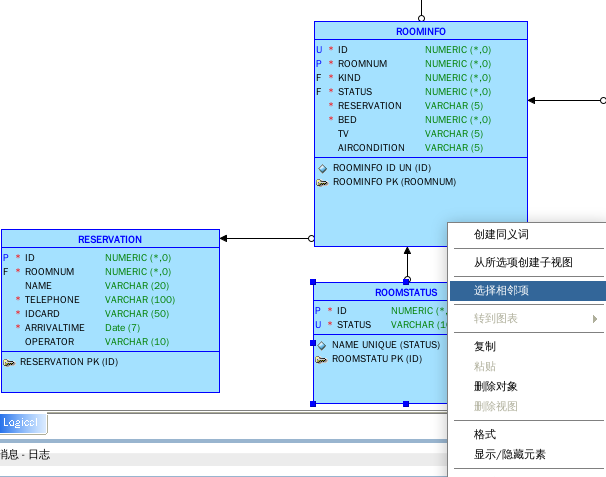 ROOMINFO
U * ID NUMERIC (*,0)
P * ROOMNUM NUMERIC (*,0)
F * KIND NUMERIC (*,0)
F * STATUS NUMERIC (*,0)
* RESERVATION VARCHAR (5)
* BED NUMERIC (*,0)
TV VARCHAR (5)
AIRCONDITION VARCHAR (5)
ROOMINFO ID UN (ID)
ROOMINFO PK (ROOMNUM)
RESERVATION
P * ID NUMERIC (*,0)
F * ROOMNUM NUMERIC (*,0)
NAME VARCHAR (20)
* TELEPHONE VARCHAR (100)
* IDCARD VARCHAR (50)
* ARRIVALTIME Date (7)
OPERATOR VARCHAR (10)
RESERVATION PK (ID)
ROOMSTATUS
P * ID NUMERIC (*,
U * STATUS VARCHAR (10
NAME UNIQUE (STATUS)
ROOMSTATU PK (ID)
创建同义词
从所选项创建子视图
选择相邻项
转到图表
复制
粘贴
删除对象
删除视图
格式
显示/隐藏元素
Logical
消息 - 日志